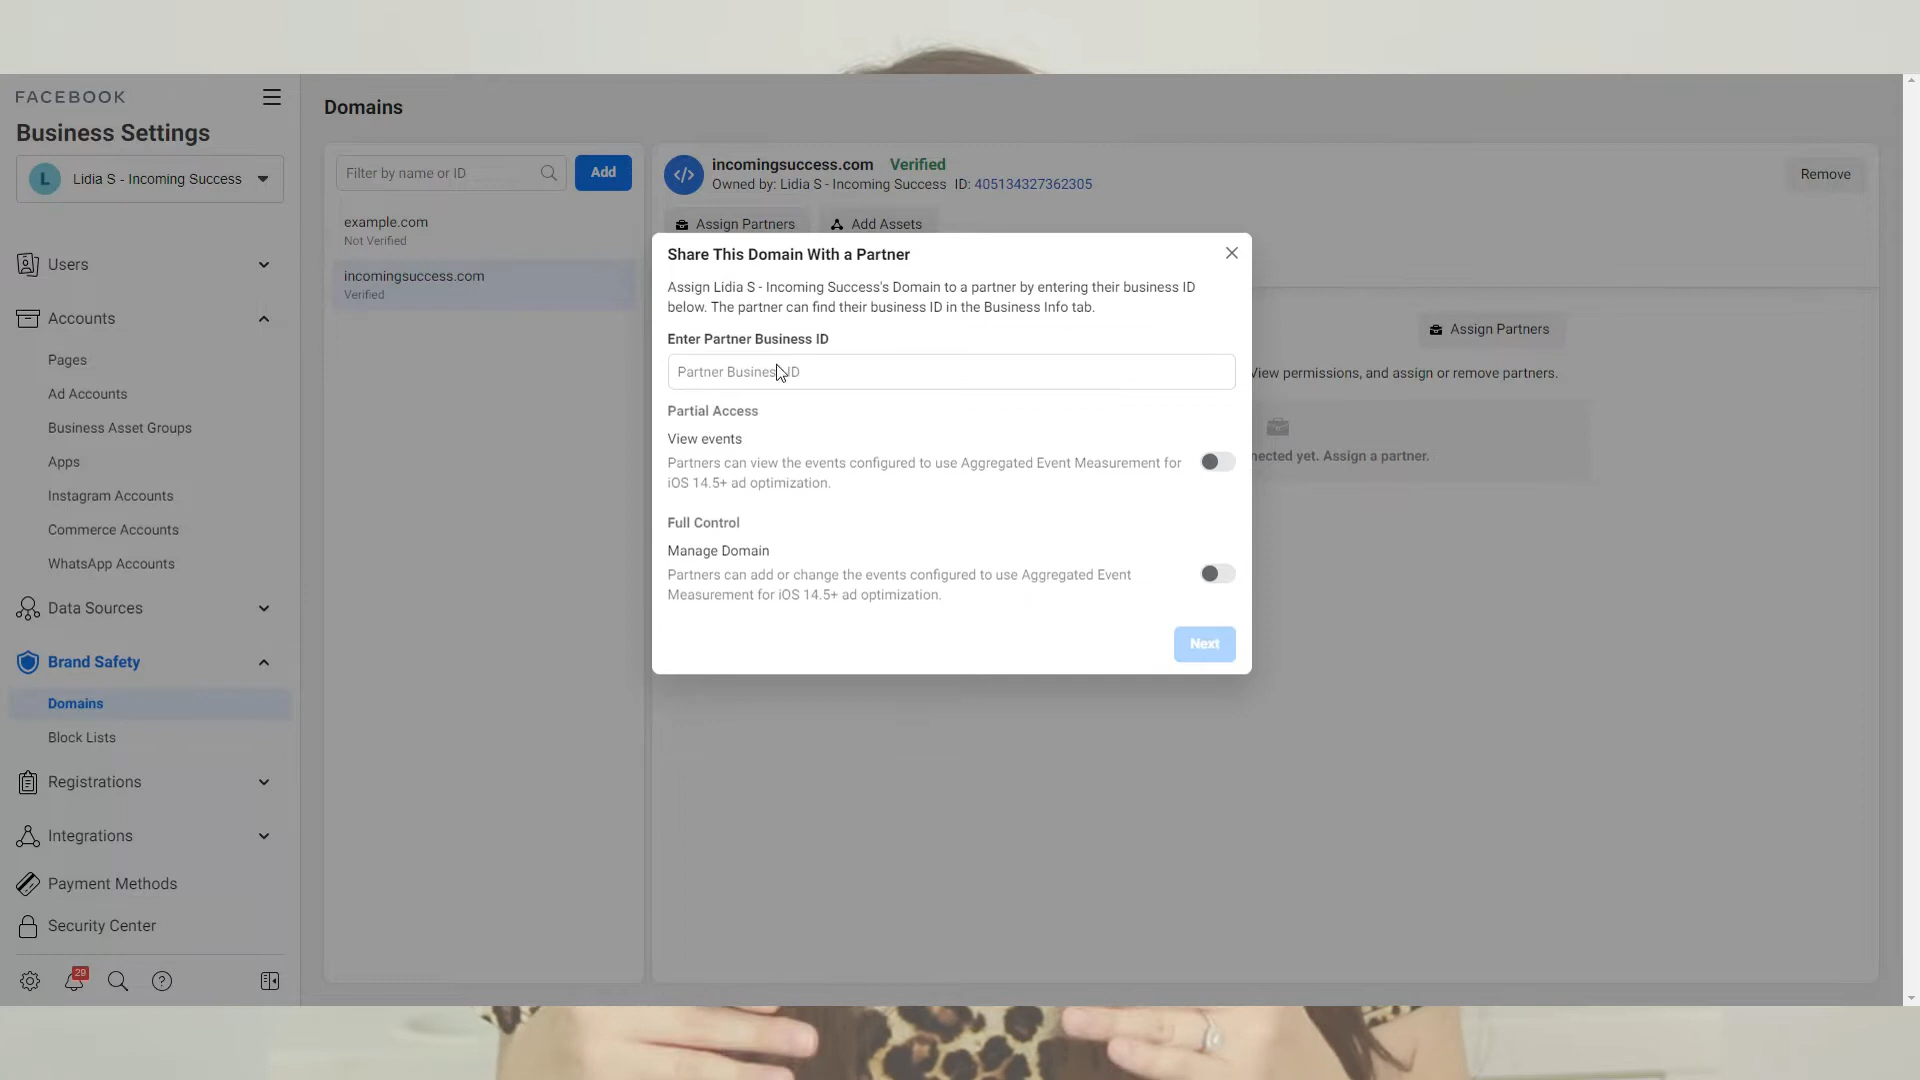 FACEBOOK
Business Settings
L
Lidia S - Incoming Success
Users
Accounts
Pages
Ad Accounts
Business Asset Groups
Apps
Instagram Accounts
Commerce Accounts
WhatsApp Accounts
Data Sources
Brand Safety
Domains
Block Lists
Registrations
Integrations
Payment Methods
Security Center
29
Domains
Filter by name or ID
Add
example.com
Not Verified
incomingsuccess.com
Verified
incomingsuccess.com Verified
Owned by: Lidia S - Incoming Success ID: 405134327362305
Remove
Assign Partners
Add Assets
Share This Domain With a Partner
Assign Lidia S - Incoming Success's Domain to a partner by entering their business ID
below. The partner can find their business ID in the Business Info tab.
Enter Partner Business ID
Partner Business ID
Partial Access
View events
Partners can view the events configured to use Aggregated Event Measurement for
iOS 14.5+ ad optimization.
Full Control
Manage Domain
Partners can add or change the events configured to use Aggregated Event
Measurement for iOS 14.5+ ad optimization.
Next
Assign Partners
View permissions, and assign or remove partners.
yet. Assign a partner.